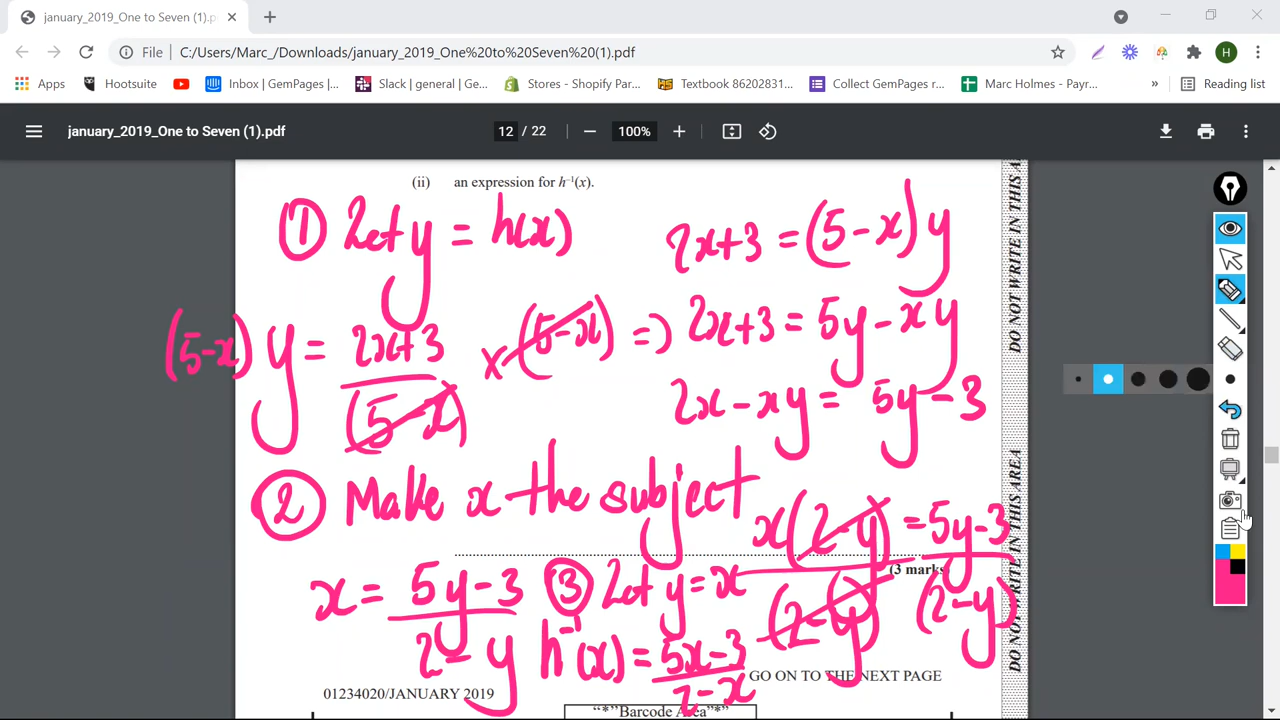 january_2019_One to Seven (1).p
File C:/Users/Marc_/Downloads/january_2019_One%20to%20Seven%20(1).pdf
H
Apps Hootsuite Inbox | GemPages |... Slack | general | Ge... Stores - Shopify Par... Textbook 86202831... Collect GemPages r... Marc Holmes - Payr... » Reading list
january_2019_One to Seven (1).pdf 12 / 22 100%
(ii) an expression for h⁻¹(x).
① Let y = h(x)
(5-x) y = 2x+3 / (5-x) x (5-x) =>
2x+3 = (5-x) y
2x+3 = 5y - xy
2x - xy = 5y - 3
② Make x the subject
x(2-y) / (2-y) = 5y-3 / (2-y)
(3 marks)
x = 5y-3 / 2-y
③ Let y = x
h⁻¹(x) = 5x-3 / 2-x
GO ON TO THE NEXT PAGE
01234020/JANUARY 2019
"*"Barcode Area"*"
DO NOT WRITE IN THIS A
DO NOT WRITE IN THIS AREA